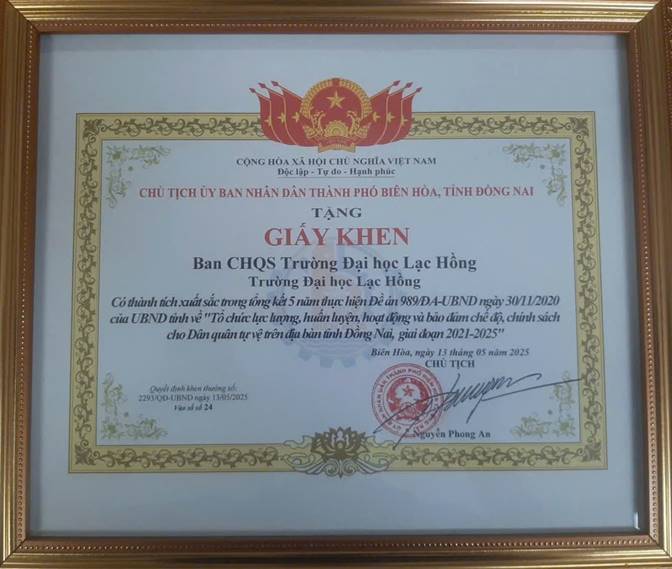 CỘNG HÒA XÃ HỘI CHỦ NGHĨA VIỆT NAM
Độc lập - Tự do - Hạnh phúc
CHỦ TỊCH ỦY BAN NHÂN DÂN THÀNH PHỐ BIÊN HÒA, TỈNH ĐỒNG NAI
TẶNG
GIẤY KHEN
Ban CHQS Trường Đại học Lạc Hồng
Trường Đại học Lạc Hồng
Có thành tích xuất sắc trong tổng kết 5 năm thực hiện Đề án 989/ĐA-UBND ngày 30/11/2020
của UBND tỉnh về "Tổ chức lực lượng, huấn luyện, hoạt động và bảo đảm chế độ, chính sách
cho Dân quân tự vệ trên địa bàn tỉnh Đồng Nai, giai đoạn 2021-2025"
Biên Hòa, ngày 13 tháng 05 năm 2025
CHỦ TỊCH
Quyết định khen thưởng số:
2293/QĐ-UBND ngày 13/05/2025
Vào sổ số 24
Nguyễn Phong An